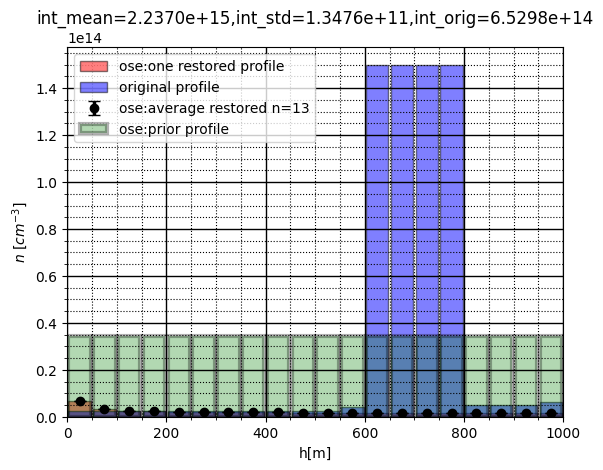 int_mean=2.2370e+15,int_std=1.3476e+11,int_orig=6.5298e+14
1e14
ose:one restored profile
original profile
ose:average restored n=13
ose:prior profile
1.4
1.2
1.0
0.8
0.6
0.4
0.2
0.0
n [cm⁻³]
0 200 400 600 800 1000
h[m]